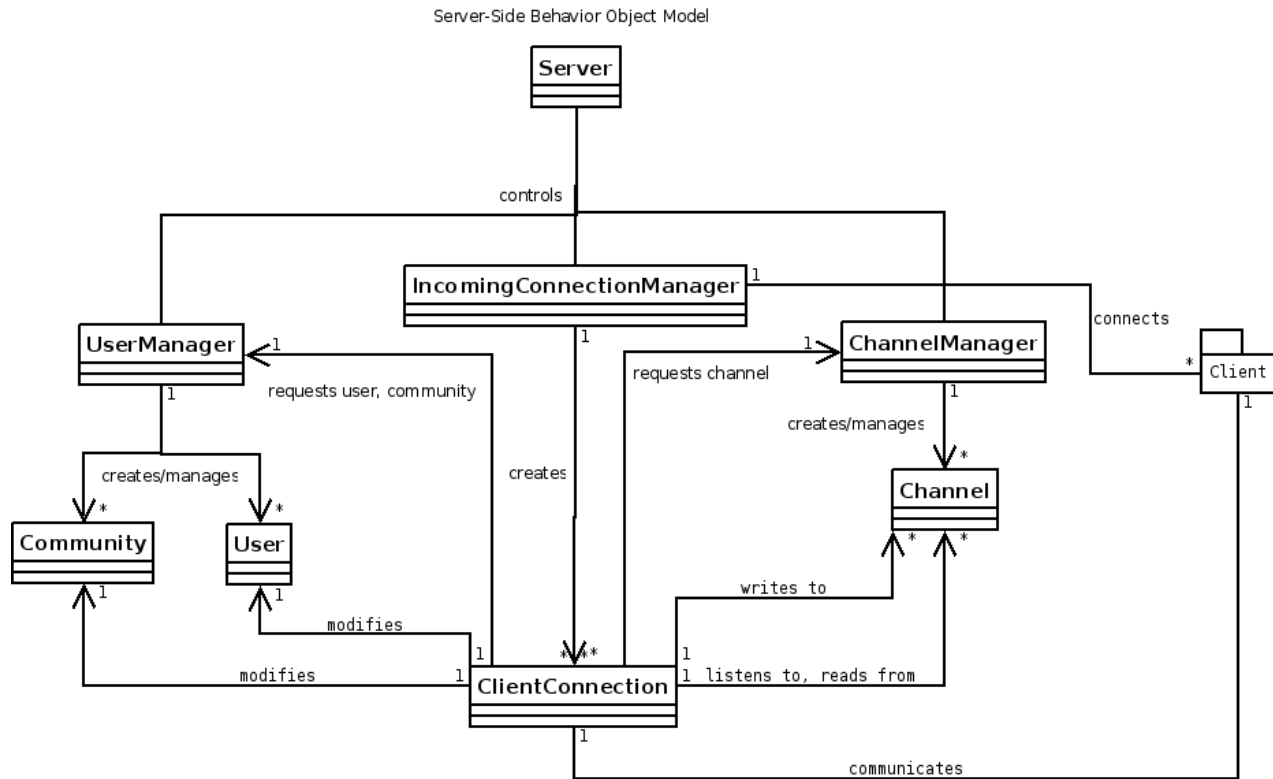 Server-Side Behavior Object Model
Server
controls
IncomingConnectionManager
1
1
connects
*
Client
1
UserManager
1
1
requests user, community
ChannelManager
1
1
requests channel
creates/manages
*
*
Community
1
User
1
creates
creates/manages
*
Channel
*
*
writes to
modifies
1
modifies
1
* **
ClientConnection
1
1
1
listens to, reads from
communicates